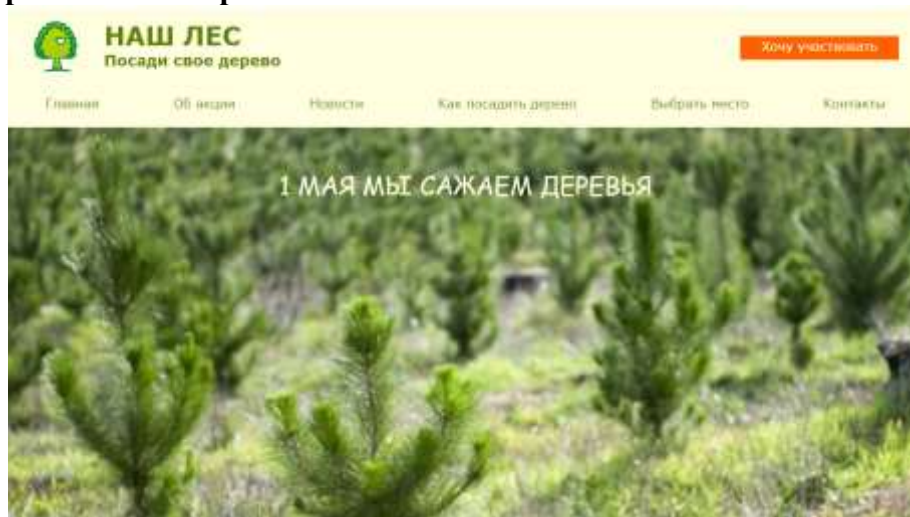 НАШ ЛЕС
Посади свое дерево
Хочу участвовать
Главная Об акции Новости Как посадить дерево Выбрать место Контакты
1 МАЯ МЫ САЖАЕМ ДЕРЕВЬЯ